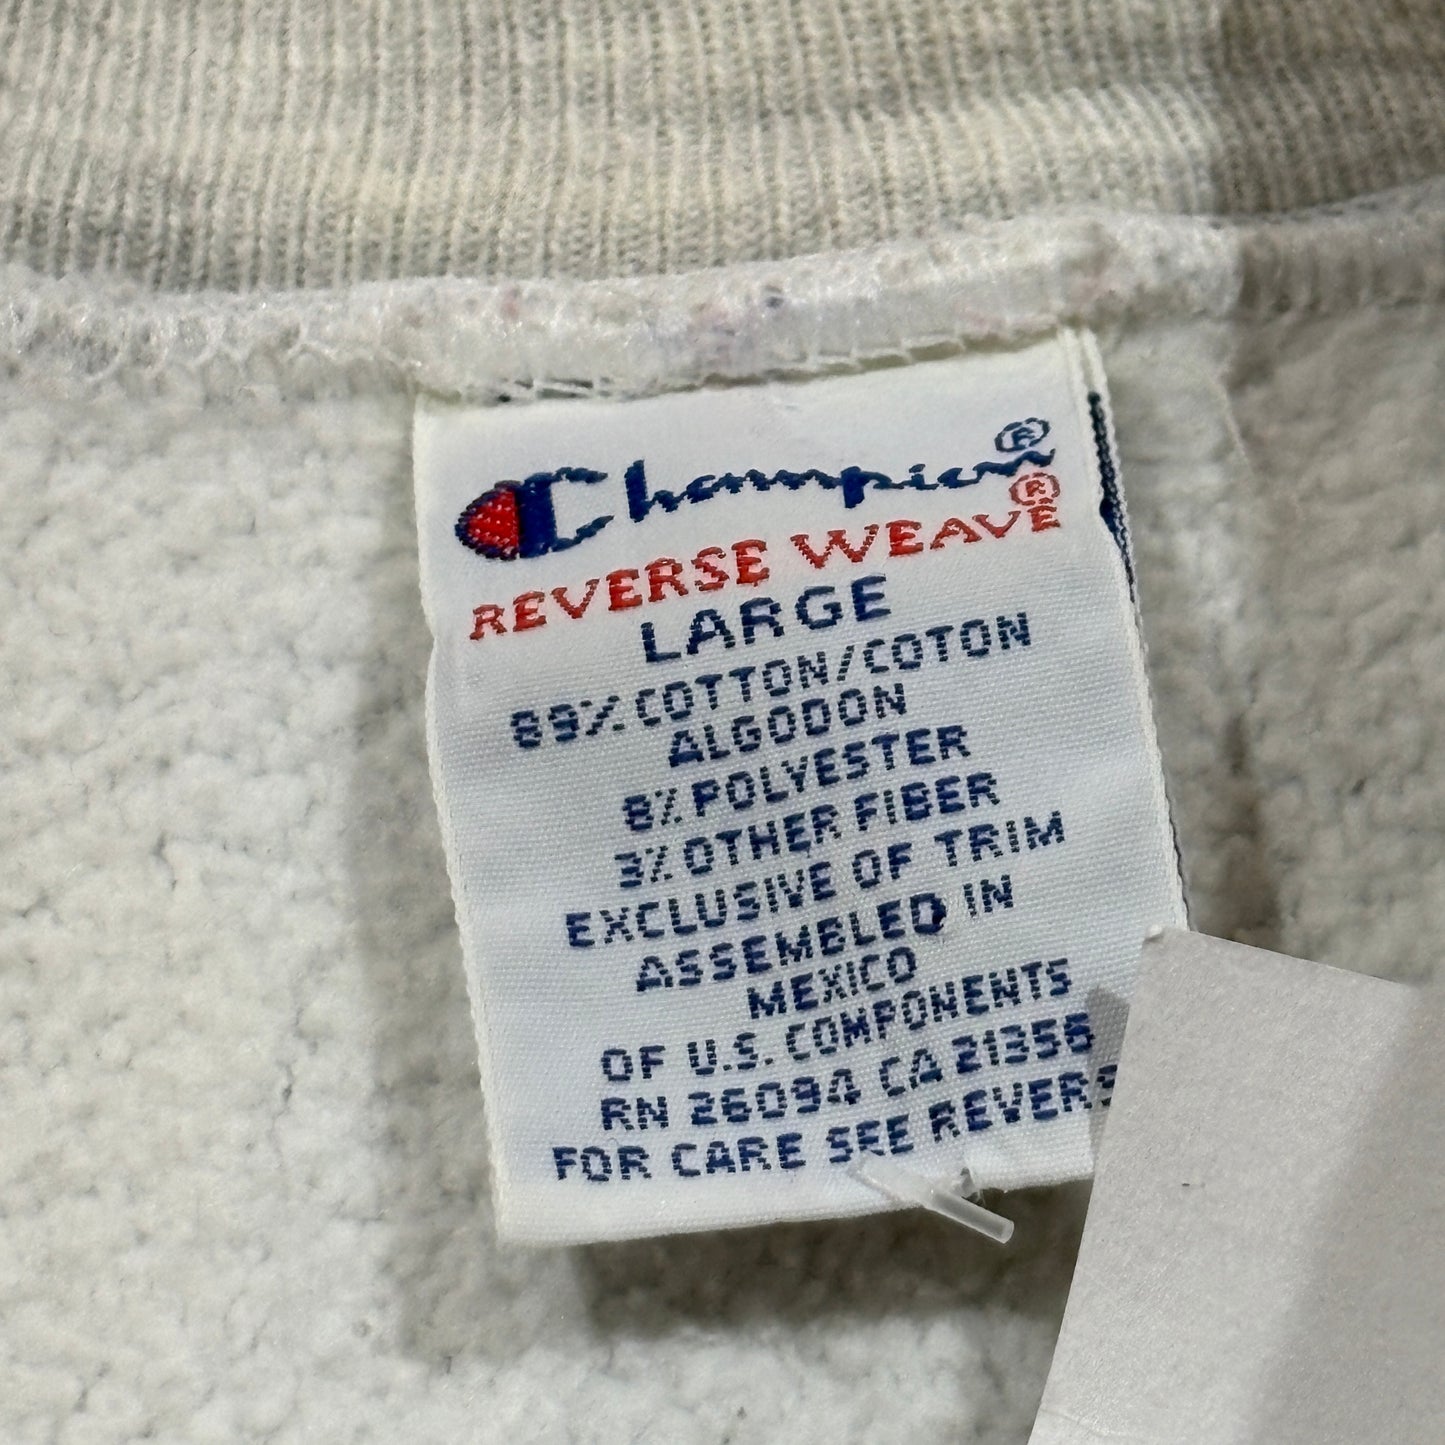 Champion®
REVERSE WEAVE®
LARGE
89% COTTON/COTON
ALGODON
8% POLYESTER
3% OTHER FIBER
EXCLUSIVE OF TRIM
ASSEMBLED IN
MEXICO
OF U.S. COMPONENTS
RN 26094 CA 21356
FOR CARE SEE REVERS